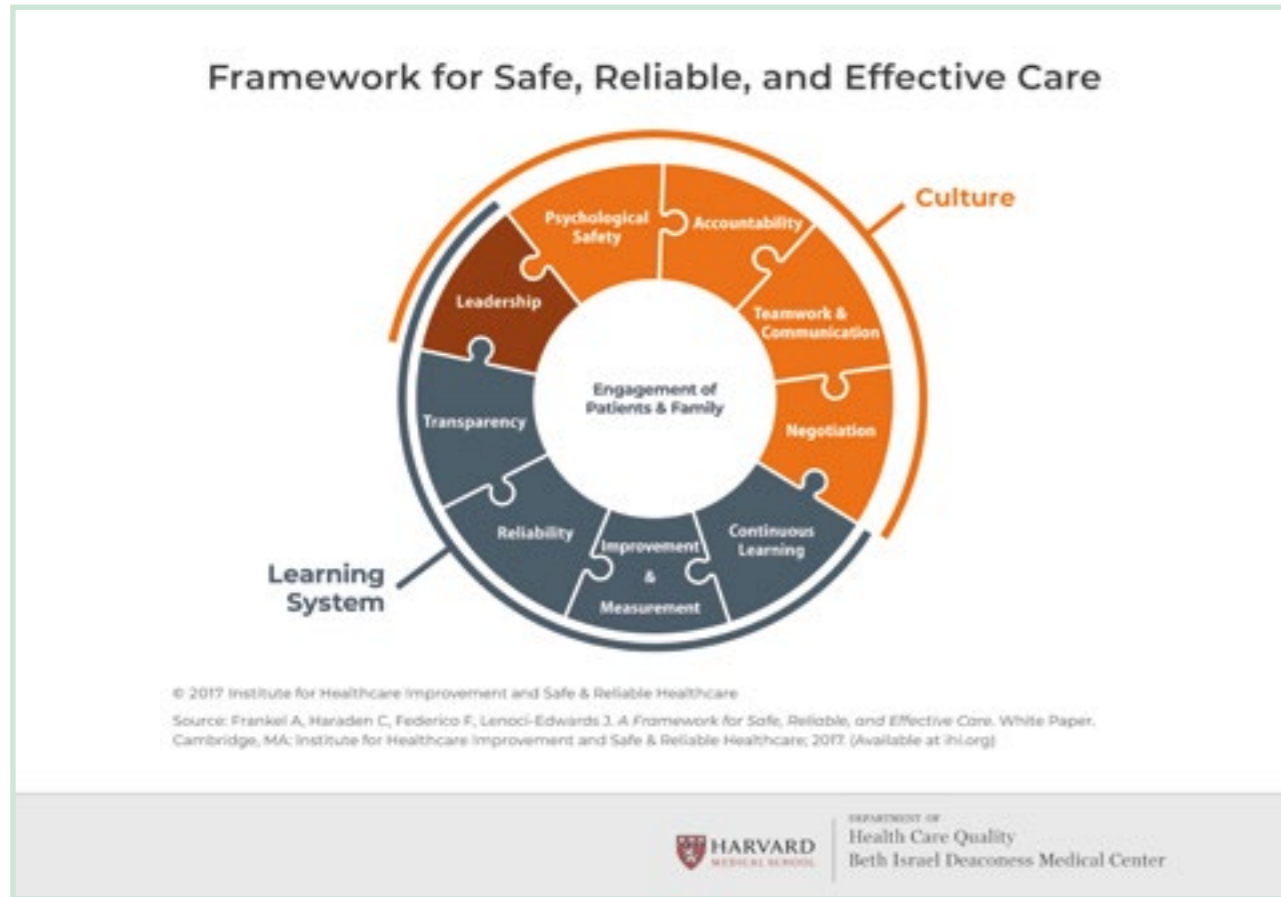 Framework for Safe, Reliable, and Effective Care
Culture
Psychological
Safety
Accountability
Leadership
Teamwork &
Communication
Engagement of
Patients & Family
Transparency
Negotiation
Reliability
Improvement
&
Measurement
Continuous
Learning
Learning
System
© 2017 Institute for Healthcare Improvement and Safe & Reliable Healthcare
Source: Frankel A, Haraden C, Federico F, Lenoci-Edwards J. A Framework for Safe, Reliable, and Effective Care. White Paper.
Cambridge, MA: Institute for Healthcare Improvement and Safe & Reliable Healthcare; 2017. (Available at ihi.org)
HARVARD
MEDICAL SCHOOL
DEPARTMENT OF
Health Care Quality
Beth Israel Deaconess Medical Center